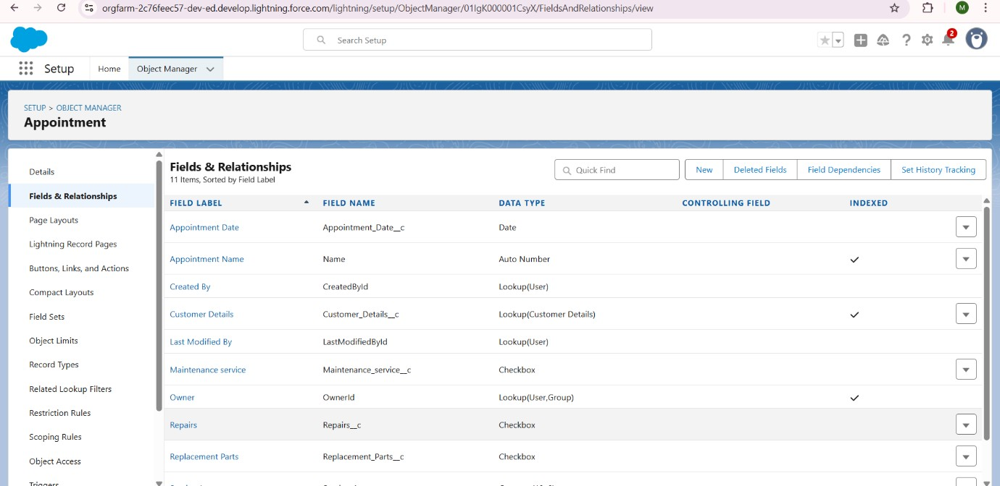 orgfarm-2c76feec57-dev-ed.develop.lightning.force.com/lightning/setup/ObjectManager/01IgK000001CsyX/FieldsAndRelationships/view
M
Search Setup
2
Setup
Home
Object Manager
SETUP > OBJECT MANAGER
Appointment
Details
Fields & Relationships
Page Layouts
Lightning Record Pages
Buttons, Links, and Actions
Compact Layouts
Field Sets
Object Limits
Record Types
Related Lookup Filters
Restriction Rules
Scoping Rules
Object Access
Triggers
Fields & Relationships
11 Items, Sorted by Field Label
Quick Find
New
Deleted Fields
Field Dependencies
Set History Tracking
FIELD LABEL FIELD NAME DATA TYPE CONTROLLING FIELD INDEXED
Appointment Date Appointment_Date__c Date
Appointment Name Name Auto Number
Created By CreatedById Lookup(User)
Customer Details Customer_Details__c Lookup(Customer Details)
Last Modified By LastModifiedById Lookup(User)
Maintenance service Maintenance_service__c Checkbox
Owner OwnerId Lookup(User,Group)
Repairs Repairs__c Checkbox
Replacement Parts Replacement_Parts__c Checkbox